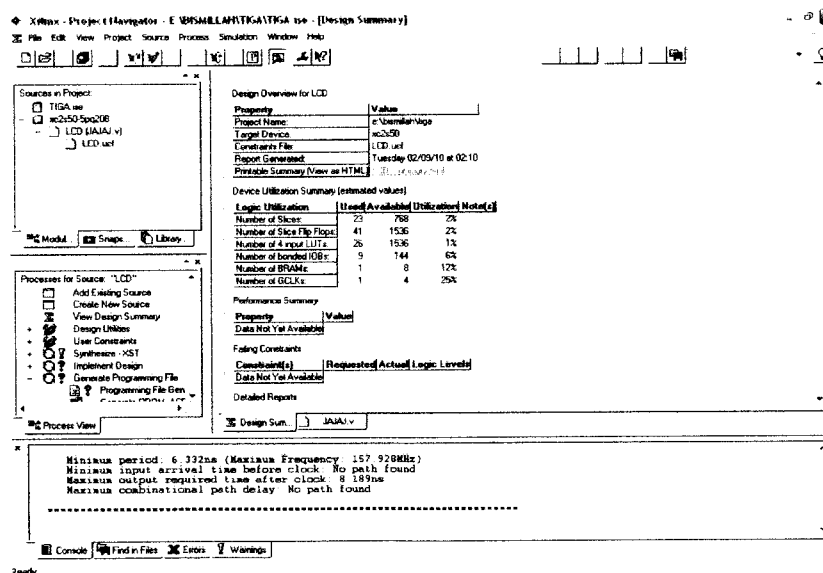 Xilinx - Project Navigator - E:\BISMILLAH\TIGA\TIGA.ise - [Design Summary]
File Edit View Project Source Process Simulation Window Help
Sources in Project:
TIGA.ise
xc2s50-5pq208
LCD (JAJAJ.v)
LCD.ucf
Modul... Snaps... Library...
Processes for Source: "LCD"
Add Existing Source
Create New Source
View Design Summary
Design Utilities
User Constraints
Synthesize - XST
Implement Design
Generate Programming File
Programming File Gen
Process View
Design Overview for LCD
Property Value
Project Name: e:\bismillah\tiga
Target Device: xc2s50
Constraints File: LCD.ucf
Report Generated: Tuesday 02/09/10 at 02:10
Printable Summary (View as HTML)
Device Utilization Summary (estimated values)
Logic Utilization Used Available Utilization Note(s)
Number of Slices: 23 768 2%
Number of Slice Flip Flops: 41 1536 2%
Number of 4 input LUTs: 26 1536 1%
Number of bonded IOBs: 9 144 6%
Number of BRAMs: 1 8 12%
Number of GCLKs: 1 4 25%
Performance Summary
Property Value
Data Not Yet Available
Failing Constraints
Constraint(s) Requested Actual Logic Levels
Data Not Yet Available
Detailed Reports
Design Sum... JAJAJ.v
Minimum period: 6.332ns (Maximum Frequency: 157.928MHz)
Minimum input arrival time before clock: No path found
Maximum output required time after clock: 8.189ns
Maximum combinational path delay: No path found
Console Find in Files Errors Warnings
Ready